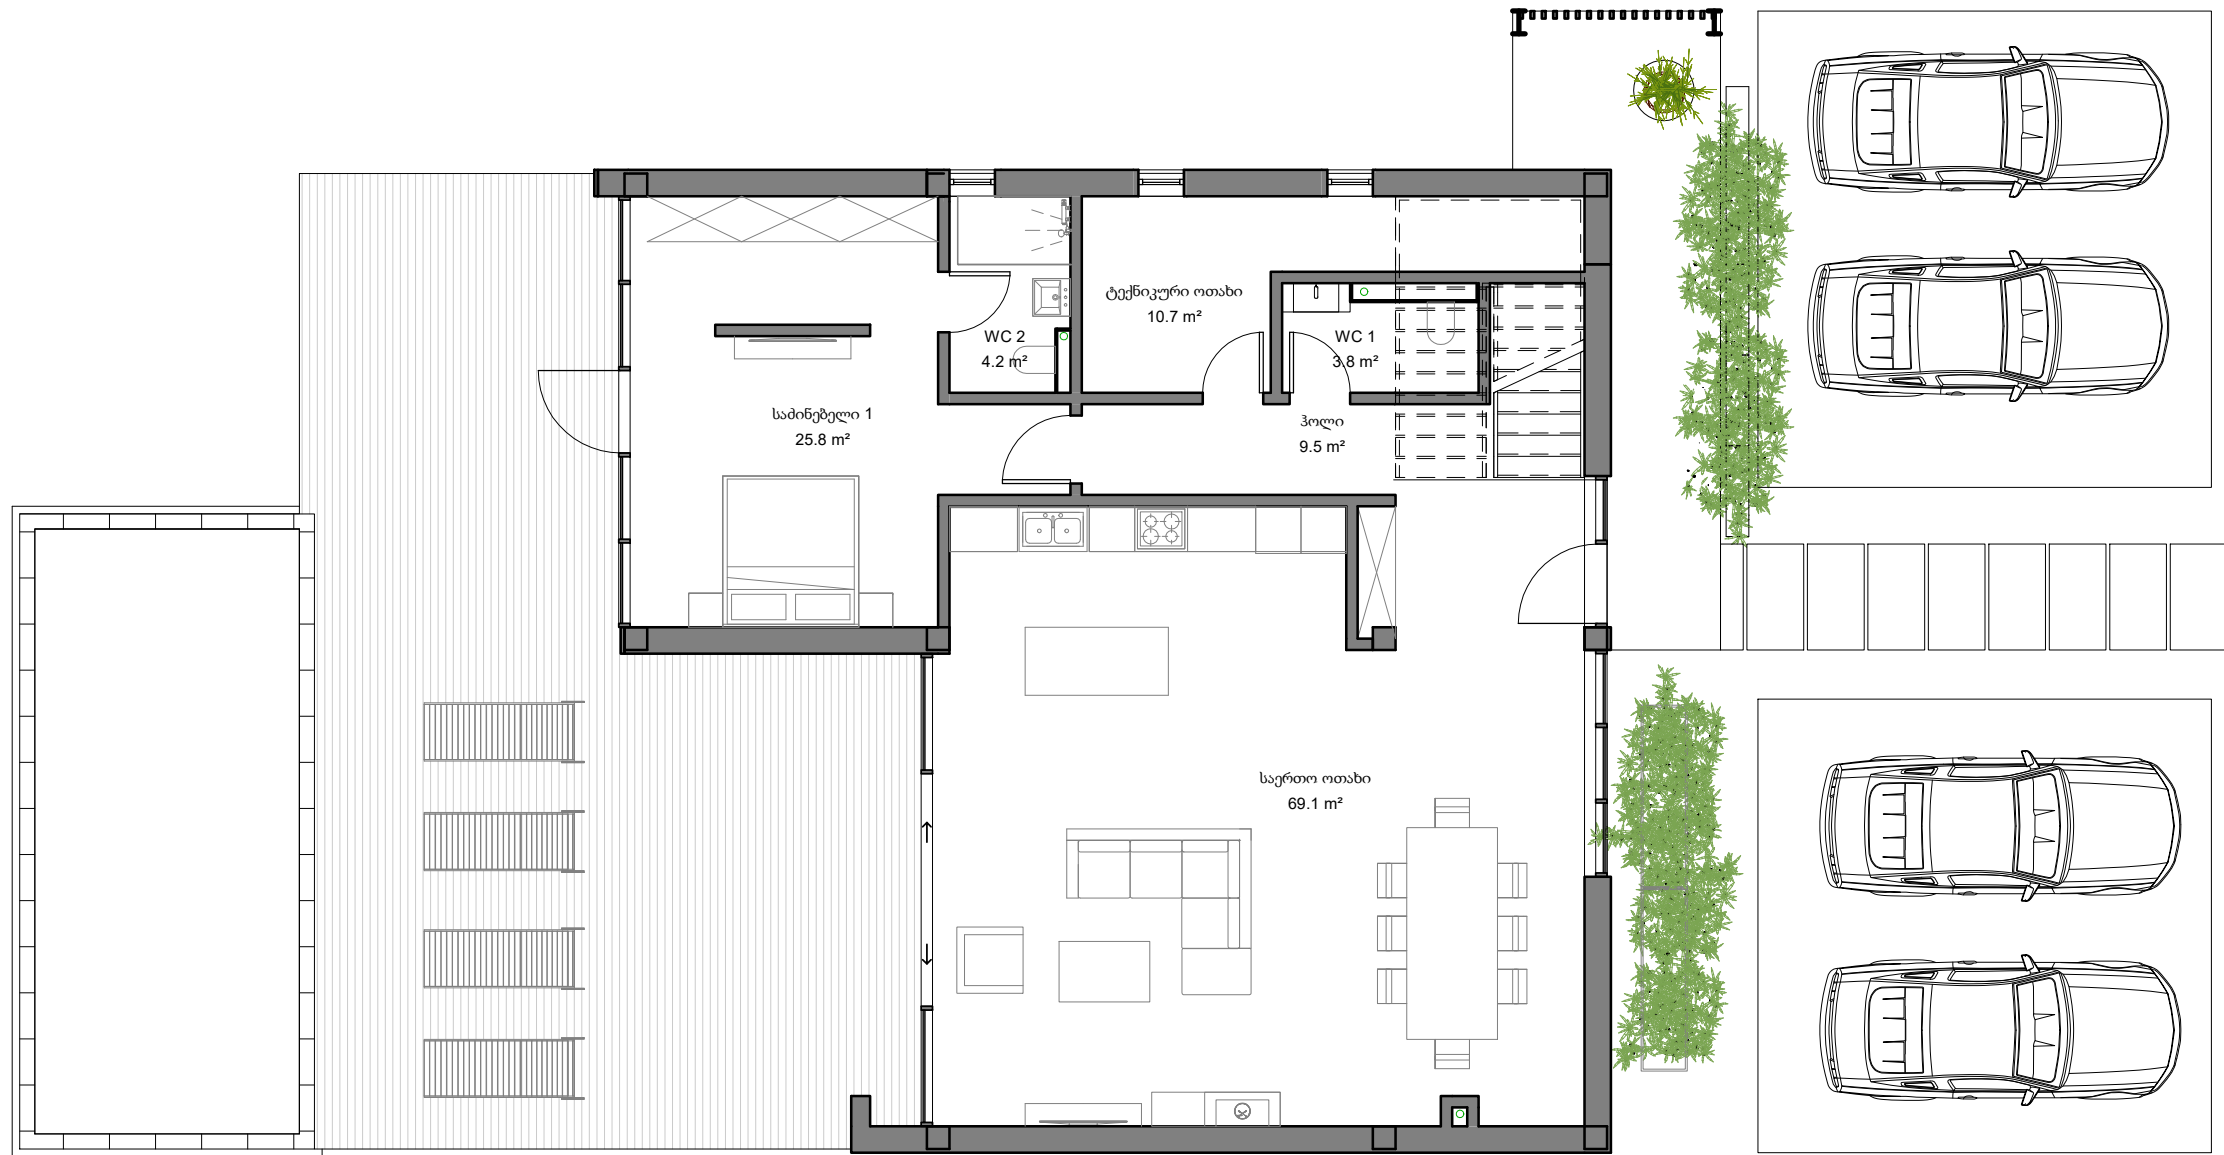 ტექნიკური ოთახი
10.7 m²
WC 2
4.2 m²
WC 1
3.8 m²
საძინებელი 1
25.8 m²
ჰოლი
9.5 m²
საერთო ოთახი
69.1 m²